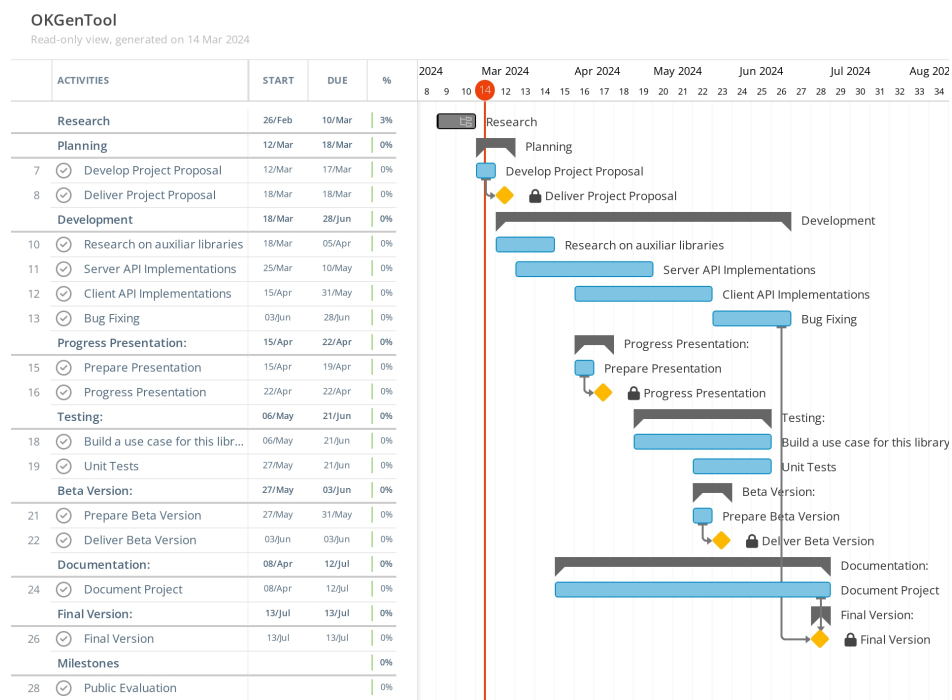 OKGenTool
Read-only view, generated on 14 Mar 2024
ACTIVITIES START DUE % 2024 Mar 2024 Apr 2024 May 2024 Jun 2024 Jul 2024 Aug 202
8 9 10 14 12 13 14 15 16 17 18 19 20 21 22 23 24 25 26 27 28 29 30 31 32 33 34
Research 26/Feb 10/Mar 3% Research
Planning 12/Mar 18/Mar 0% Planning
7 Develop Project Proposal 12/Mar 17/Mar 0% Develop Project Proposal
8 Deliver Project Proposal 18/Mar 18/Mar 0% Deliver Project Proposal
Development 18/Mar 28/Jun 0% Development
10 Research on auxiliar libraries 18/Mar 05/Apr 0% Research on auxiliar libraries
11 Server API Implementations 25/Mar 10/May 0% Server API Implementations
12 Client API Implementations 15/Apr 31/May 0% Client API Implementations
13 Bug Fixing 03/Jun 28/Jun 0% Bug Fixing
Progress Presentation: 15/Apr 22/Apr 0% Progress Presentation:
15 Prepare Presentation 15/Apr 19/Apr 0% Prepare Presentation
16 Progress Presentation 22/Apr 22/Apr 0% Progress Presentation
Testing: 06/May 21/Jun 0% Testing:
18 Build a use case for this libr... 06/May 21/Jun 0% Build a use case for this library
19 Unit Tests 27/May 21/Jun 0% Unit Tests
Beta Version: 27/May 03/Jun 0% Beta Version:
21 Prepare Beta Version 27/May 31/May 0% Prepare Beta Version
22 Deliver Beta Version 03/Jun 03/Jun 0% Deliver Beta Version
Documentation: 08/Apr 12/Jul 0% Documentation:
24 Document Project 08/Apr 12/Jul 0% Document Project
Final Version: 13/Jul 13/Jul 0% Final Version:
26 Final Version 13/Jul 13/Jul 0% Final Version
Milestones 0%
28 Public Evaluation 0%